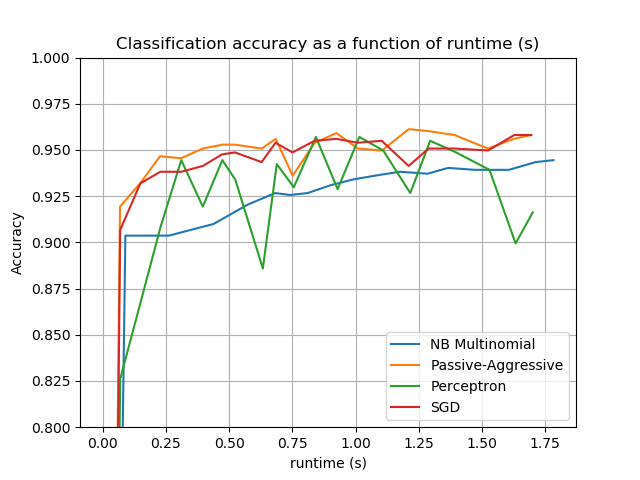 Classification accuracy as a function of runtime (s)
1.000
0.975
0.950
0.925
0.900
0.875
0.850
0.825
0.800
Accuracy
NB Multinomial
Passive-Aggressive
Perceptron
SGD
0.00 0.25 0.50 0.75 1.00 1.25 1.50 1.75
runtime (s)